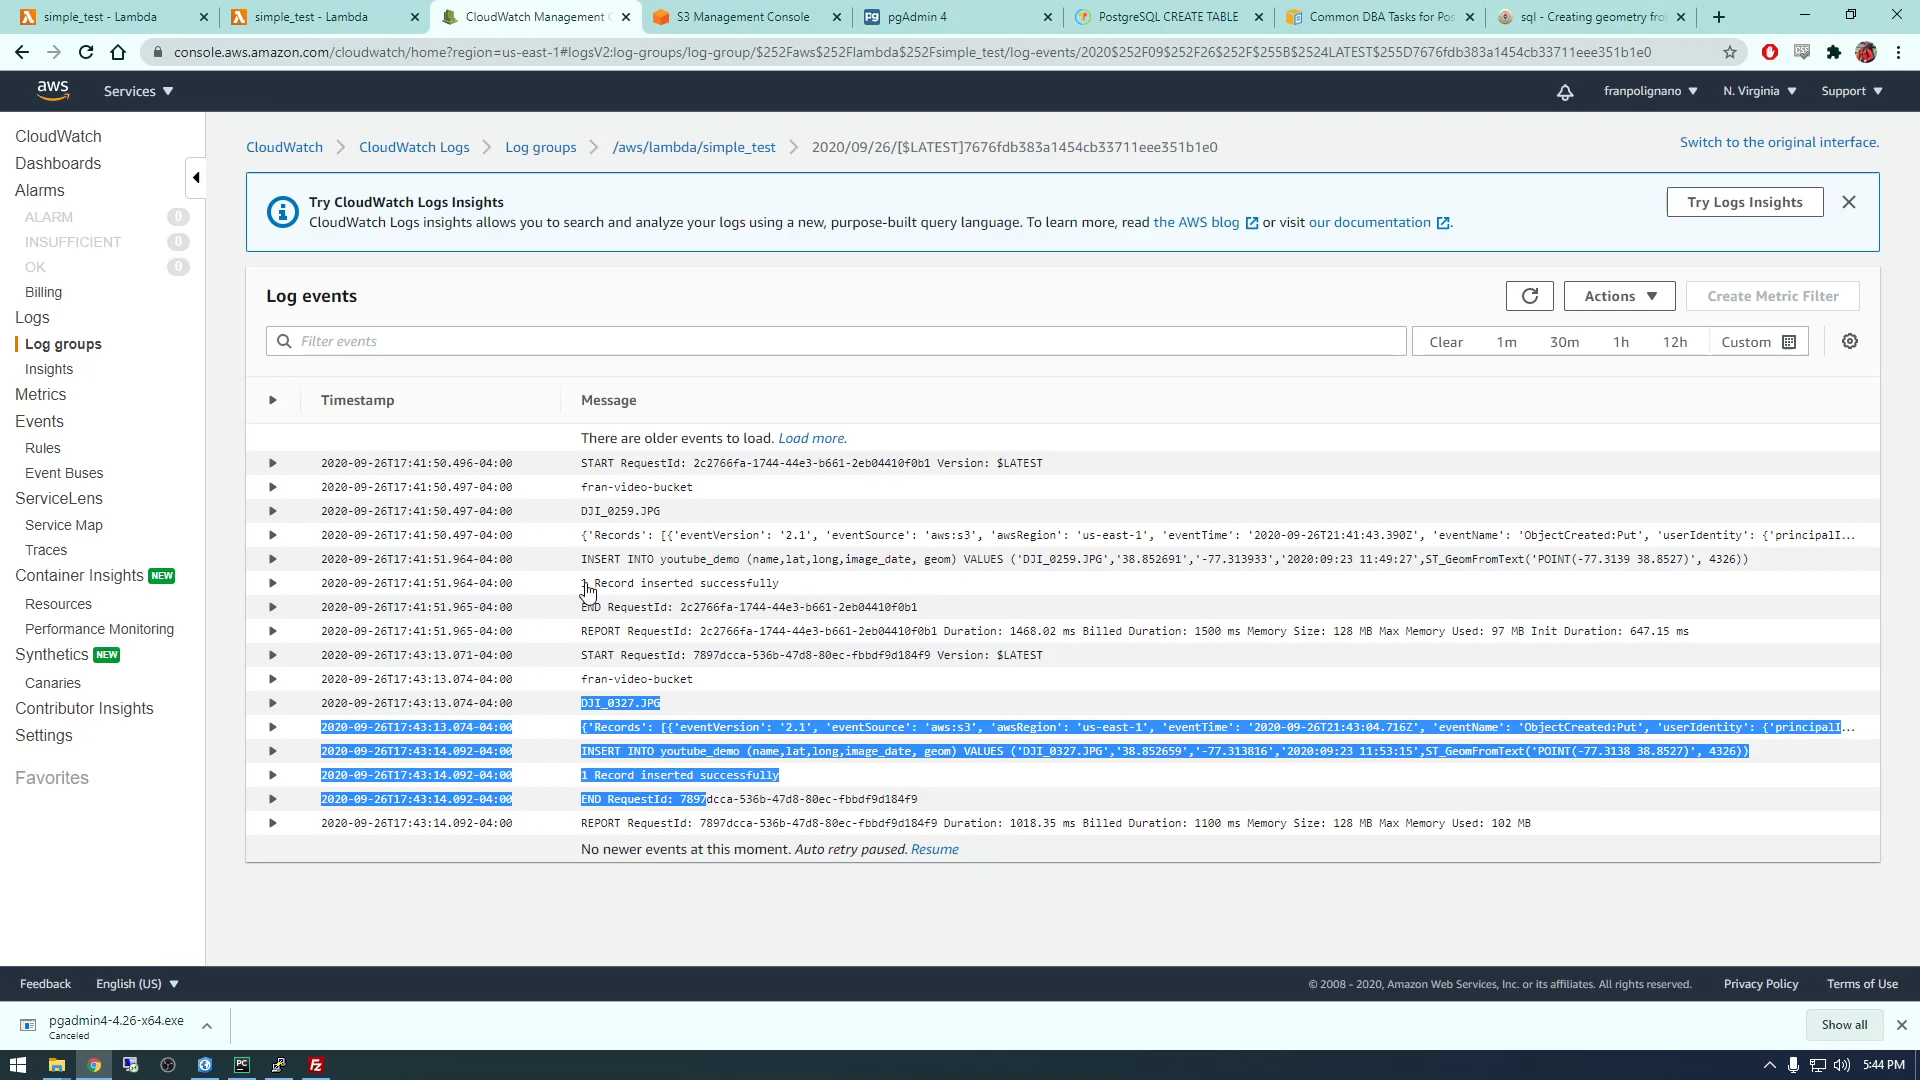 simple_test - Lambda
simple_test - Lambda
CloudWatch Management C
S3 Management Console
pgAdmin 4
PostgreSQL CREATE TABLE
Common DBA Tasks for Pos
sql - Creating geometry fro
console.aws.amazon.com/cloudwatch/home?region=us-east-1#logsV2:log-groups/log-group/$252Faws$252Flambda$252Fsimple_test/log-events/2020$252F09$252F26$252F$255B$2524LATEST$255D7676fdb383a1454cb33711eee351b1e0
aws
Services
franpolignano
N. Virginia
Support
CloudWatch
Dashboards
Alarms
ALARM 0
INSUFFICIENT 0
OK 0
Billing
Logs
Log groups
Insights
Metrics
Events
Rules
Event Buses
ServiceLens
Service Map
Traces
Container Insights NEW
Resources
Performance Monitoring
Synthetics NEW
Canaries
Contributor Insights
Settings
Favorites
CloudWatch
CloudWatch Logs
Log groups
/aws/lambda/simple_test
2020/09/26/[$LATEST]7676fdb383a1454cb33711eee351b1e0
Switch to the original interface.
Try CloudWatch Logs Insights
CloudWatch Logs insights allows you to search and analyze your logs using a new, purpose-built query language. To learn more, read the AWS blog or visit our documentation.
Try Logs Insights
Log events
Actions
Create Metric Filter
Filter events
Clear 1m 30m 1h 12h Custom
Timestamp Message
There are older events to load. Load more.
2020-09-26T17:41:50.496-04:00 START RequestId: 2c2766fa-1744-44e3-b661-2eb04410f0b1 Version: $LATEST
2020-09-26T17:41:50.497-04:00 fran-video-bucket
2020-09-26T17:41:50.497-04:00 DJI_0259.JPG
2020-09-26T17:41:50.497-04:00 {'Records': [{'eventVersion': '2.1', 'eventSource': 'aws:s3', 'awsRegion': 'us-east-1', 'eventTime': '2020-09-26T21:41:43.390Z', 'eventName': 'ObjectCreated:Put', 'userIdentity': {'principalI...
2020-09-26T17:41:51.964-04:00 INSERT INTO youtube_demo (name,lat,long,image_date, geom) VALUES ('DJI_0259.JPG','38.852691','-77.313933','2020:09:23 11:49:27',ST_GeomFromText('POINT(-77.3139 38.8527)', 4326))
2020-09-26T17:41:51.964-04:00 1 Record inserted successfully
2020-09-26T17:41:51.965-04:00 END RequestId: 2c2766fa-1744-44e3-b661-2eb04410f0b1
2020-09-26T17:41:51.965-04:00 REPORT RequestId: 2c2766fa-1744-44e3-b661-2eb04410f0b1 Duration: 1468.02 ms Billed Duration: 1500 ms Memory Size: 128 MB Max Memory Used: 97 MB Init Duration: 647.15 ms
2020-09-26T17:43:13.071-04:00 START RequestId: 7897dcca-536b-47d8-80ec-fbbdf9d184f9 Version: $LATEST
2020-09-26T17:43:13.074-04:00 fran-video-bucket
2020-09-26T17:43:13.074-04:00 DJI_0327.JPG
2020-09-26T17:43:13.074-04:00 {'Records': [{'eventVersion': '2.1', 'eventSource': 'aws:s3', 'awsRegion': 'us-east-1', 'eventTime': '2020-09-26T21:43:04.716Z', 'eventName': 'ObjectCreated:Put', 'userIdentity': {'principalI...
2020-09-26T17:43:14.092-04:00 INSERT INTO youtube_demo (name,lat,long,image_date, geom) VALUES ('DJI_0327.JPG','38.852659','-77.313816','2020:09:23 11:53:15',ST_GeomFromText('POINT(-77.3138 38.8527)', 4326))
2020-09-26T17:43:14.092-04:00 1 Record inserted successfully
2020-09-26T17:43:14.092-04:00 END RequestId: 7897dcca-536b-47d8-80ec-fbbdf9d184f9
2020-09-26T17:43:14.092-04:00 REPORT RequestId: 7897dcca-536b-47d8-80ec-fbbdf9d184f9 Duration: 1018.35 ms Billed Duration: 1100 ms Memory Size: 128 MB Max Memory Used: 102 MB
No newer events at this moment. Auto retry paused. Resume
Feedback
English (US)
© 2008 - 2020, Amazon Web Services, Inc. or its affiliates. All rights reserved.
Privacy Policy
Terms of Use
pgadmin4-4.26-x64.exe
Canceled
Show all
5:44 PM